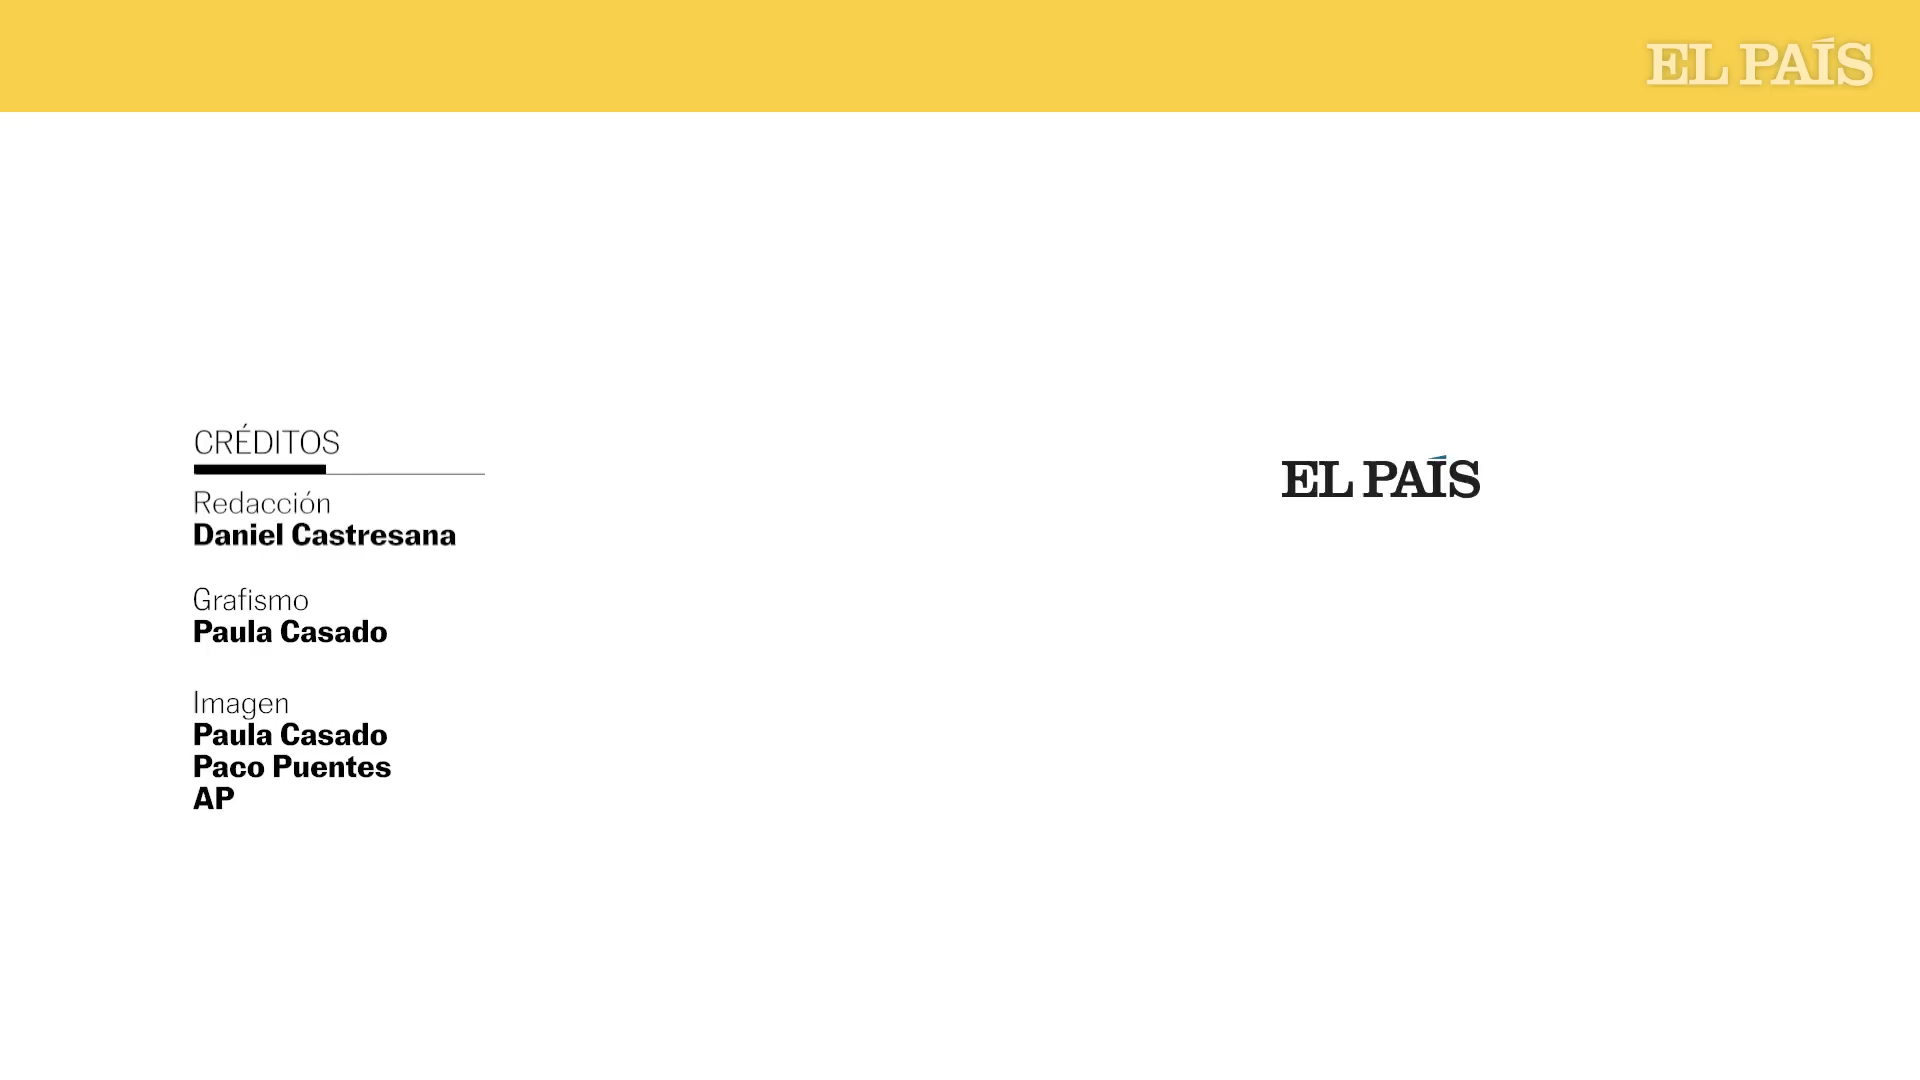 EL PAÍS
CRÉDITOS
Redacción
Daniel Castresana
Grafismo
Paula Casado
Imagen
Paula Casado
Paco Puentes
AP
EL PAÍS